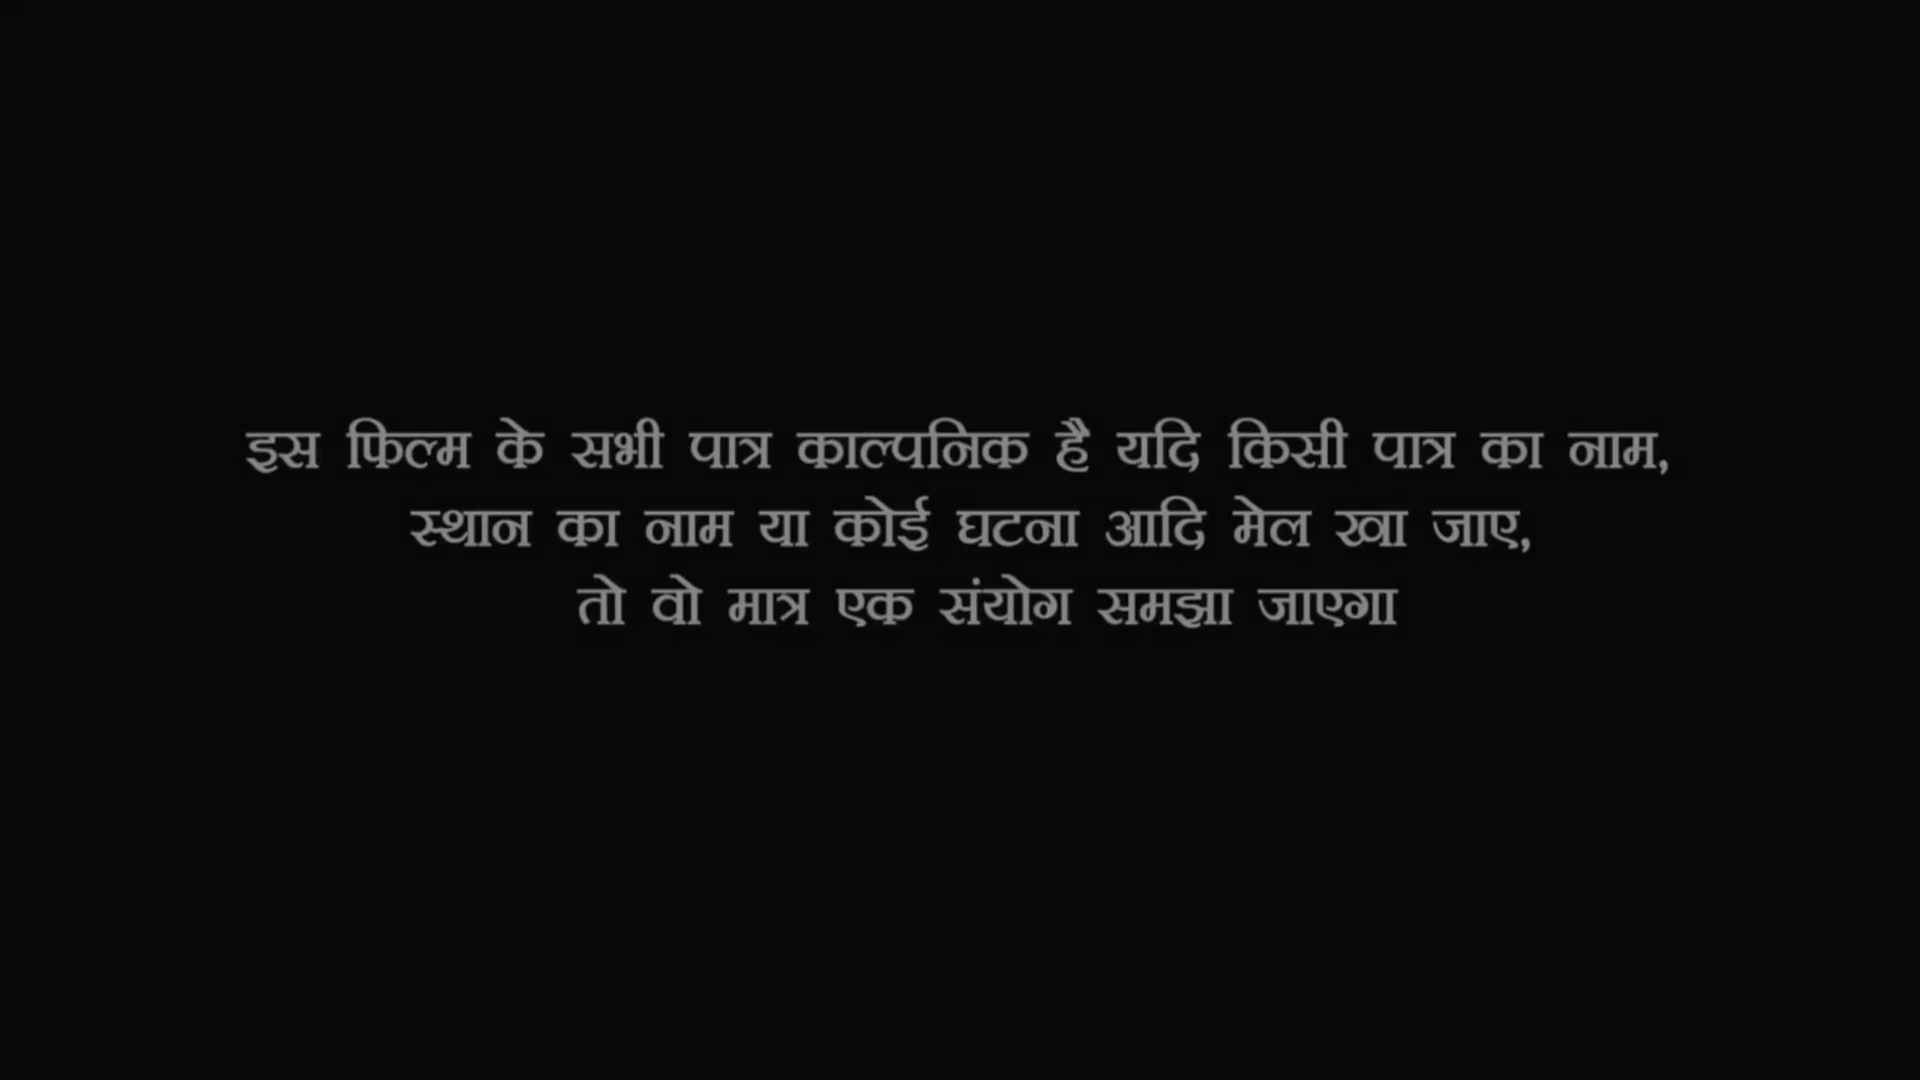 इस फिल्म के सभी पात्र काल्पनिक है यदि किसी पात्र का नाम,
स्थान का नाम या कोई घटना आदि मेल खा जाए,
तो वो मात्र एक संयोग समझा जाएगा